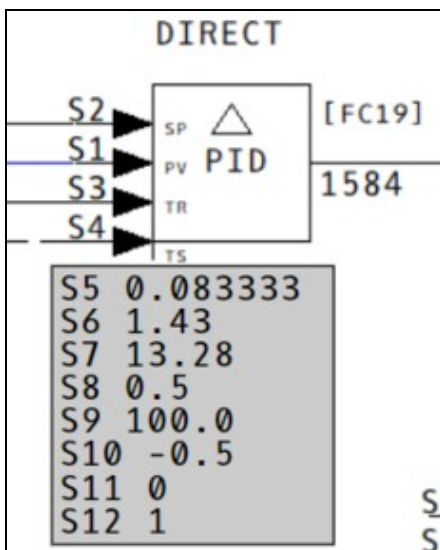 DIRECT
S2 SP △ [FC19]
S1 PV PID
S3 TR 1584
S4 TS
S5 0.083333
S6 1.43
S7 13.28
S8 0.5
S9 100.0
S10 -0.5
S11 0
S12 1
S
S